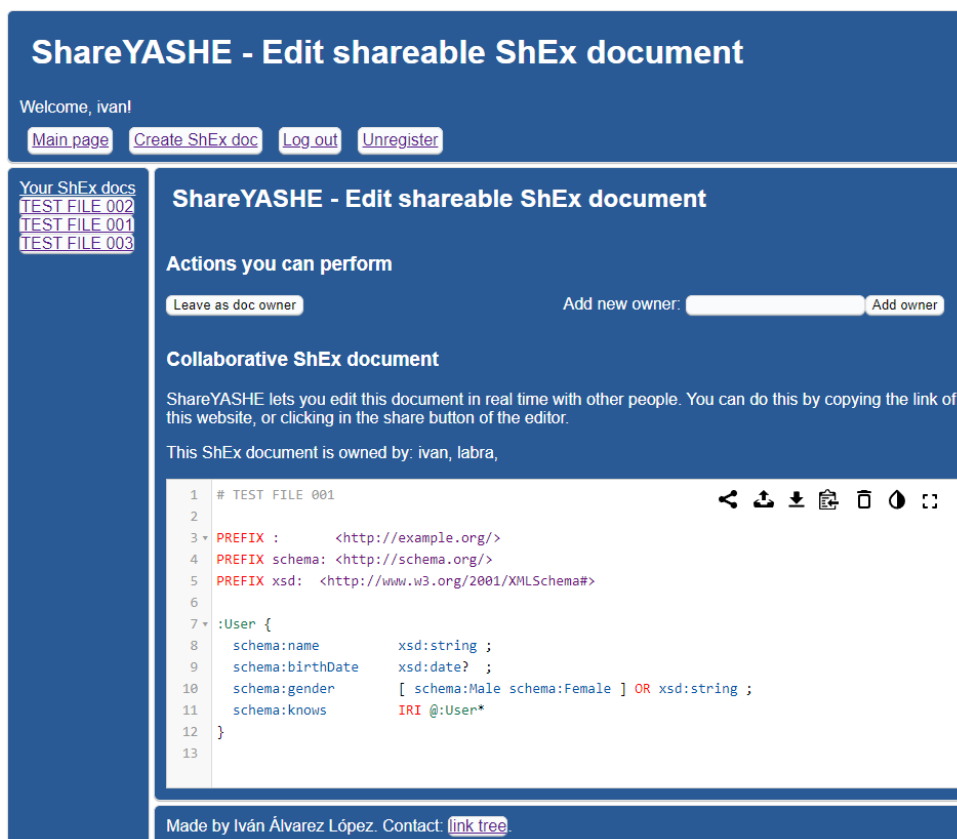 ShareYASHE - Edit shareable ShEx document
Welcome, ivan!
Main page Create ShEx doc Log out Unregister
Your ShEx docs
TEST FILE 002
TEST FILE 001
TEST FILE 003
ShareYASHE - Edit shareable ShEx document
Actions you can perform
Leave as doc owner Add new owner: Add owner
Collaborative ShEx document
ShareYASHE lets you edit this document in real time with other people. You can do this by copying the link of
this website, or clicking in the share button of the editor.
This ShEx document is owned by: ivan, labra,
1 # TEST FILE 001
2
3 PREFIX : <http://example.org/>
4 PREFIX schema: <http://schema.org/>
5 PREFIX xsd: <http://www.w3.org/2001/XMLSchema#>
6
7 :User {
8 schema:name xsd:string ;
9 schema:birthDate xsd:date? ;
10 schema:gender [ schema:Male schema:Female ] OR xsd:string ;
11 schema:knows IRI @:User*
12 }
13
Made by Iván Álvarez López. Contact: link tree.